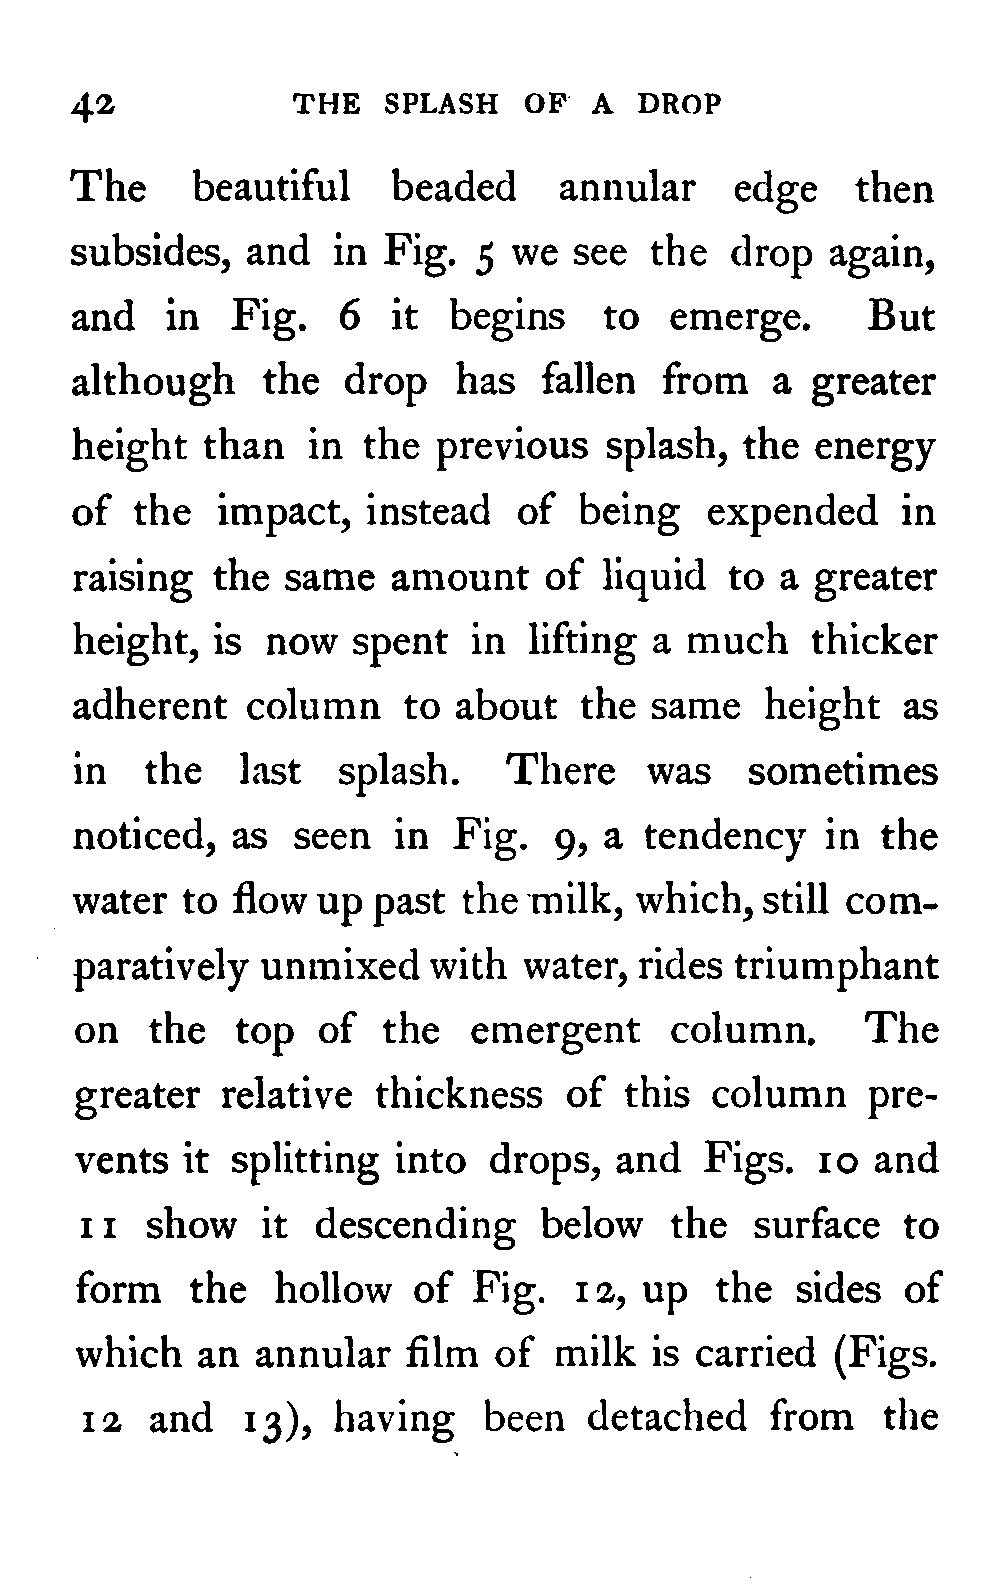 42 THE SPLASH OF A DROP
The beautiful beaded annular edge then
subsides, and in Fig. 5 we see the drop again,
and in Fig. 6 it begins to emerge. But
although the drop has fallen from a greater
height than in the previous splash, the energy
of the impact, instead of being expended in
raising the same amount of liquid to a greater
height, is now spent in lifting a much thicker
adherent column to about the same height as
in the last splash. There was sometimes
noticed, as seen in Fig. 9, a tendency in the
water to flow up past the milk, which, still com-
paratively unmixed with water, rides triumphant
on the top of the emergent column. The
greater relative thickness of this column pre-
vents it splitting into drops, and Figs. 10 and
11 show it descending below the surface to
form the hollow of Fig. 12, up the sides of
which an annular film of milk is carried (Figs.
12 and 13), having been detached from the